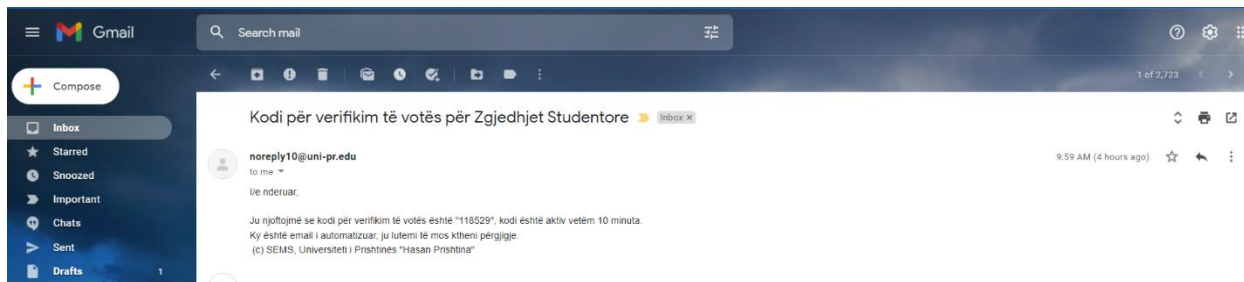 Gmail
Search mail
Compose
1 of 2,723
Kodi për verifikim të votës për Zgjedhjet Studentore
Inbox ×
Inbox
Starred
Snoozed
Important
Chats
Sent
Drafts 1
noreply10@uni-pr.edu
9:59 AM (4 hours ago)
to me
I/e nderuar,
Ju njoftojmë se kodi për verifikim të votës është "118529", kodi është aktiv vetëm 10 minuta.
Ky është email i automatizuar, ju lutemi të mos ktheni përgjigje.
(c) SEMS, Universiteti i Prishtinës "Hasan Prishtina"